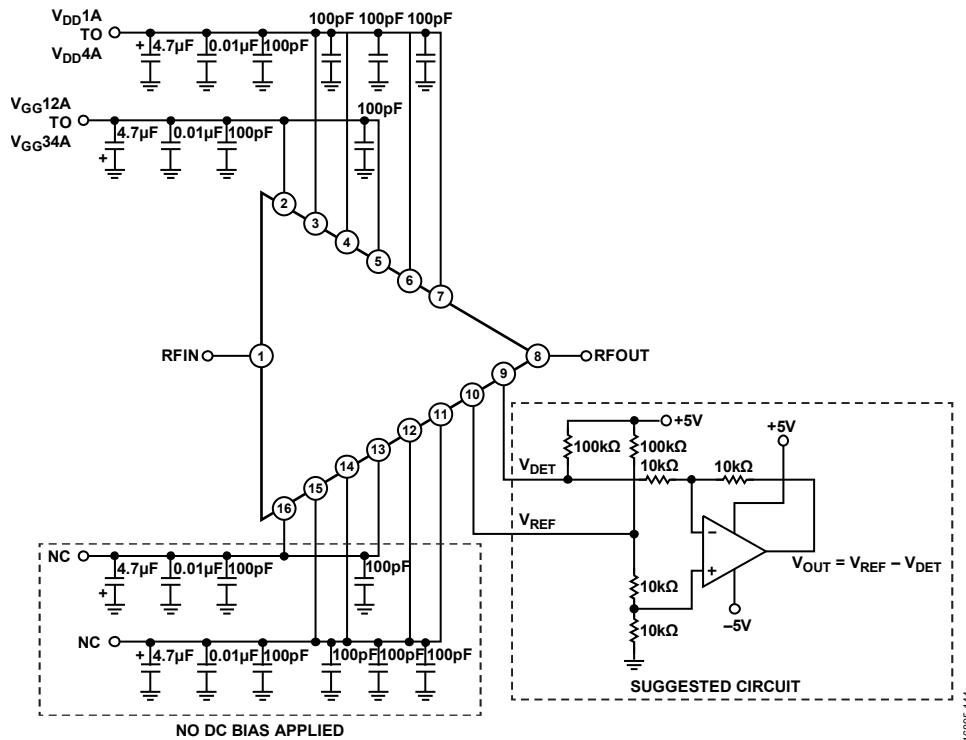 VDD1A
TO
VDD4A
+ 4.7µF 0.01µF 100pF
100pF 100pF 100pF
VGG12A
TO
VGG34A
4.7µF 0.01µF 100pF
+
100pF
2
3
4
5
6
7
RFIN
1
8
RFOUT
9
10
11
12
13
14
15
16
+5V
100kΩ
100kΩ
+5V
VDET
10kΩ
10kΩ
VREF
–
+
VOUT = VREF – VDET
10kΩ
–5V
10kΩ
SUGGESTED CIRCUIT
NC
4.7µF 0.01µF 100pF
+
100pF
NC
+ 4.7µF 0.01µF 100pF
100pF 100pF 100pF
NO DC BIAS APPLIED